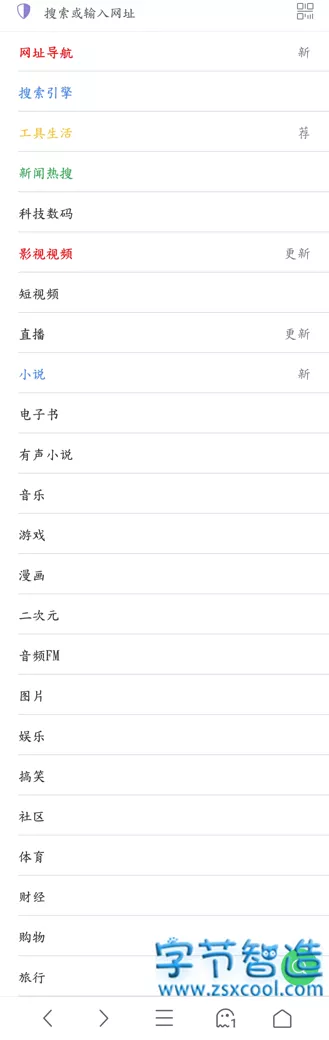 搜索或输入网址
网址导航 新
搜索引擎
工具生活 荐
新闻热搜
科技数码
影视视频 更新
短视频
直播 更新
小说 新
电子书
有声小说
音乐
游戏
漫画
二次元
音频FM
图片
娱乐
搞笑
社区
体育
财经
购物
旅行
字节智造
www.zsxcool.com
1